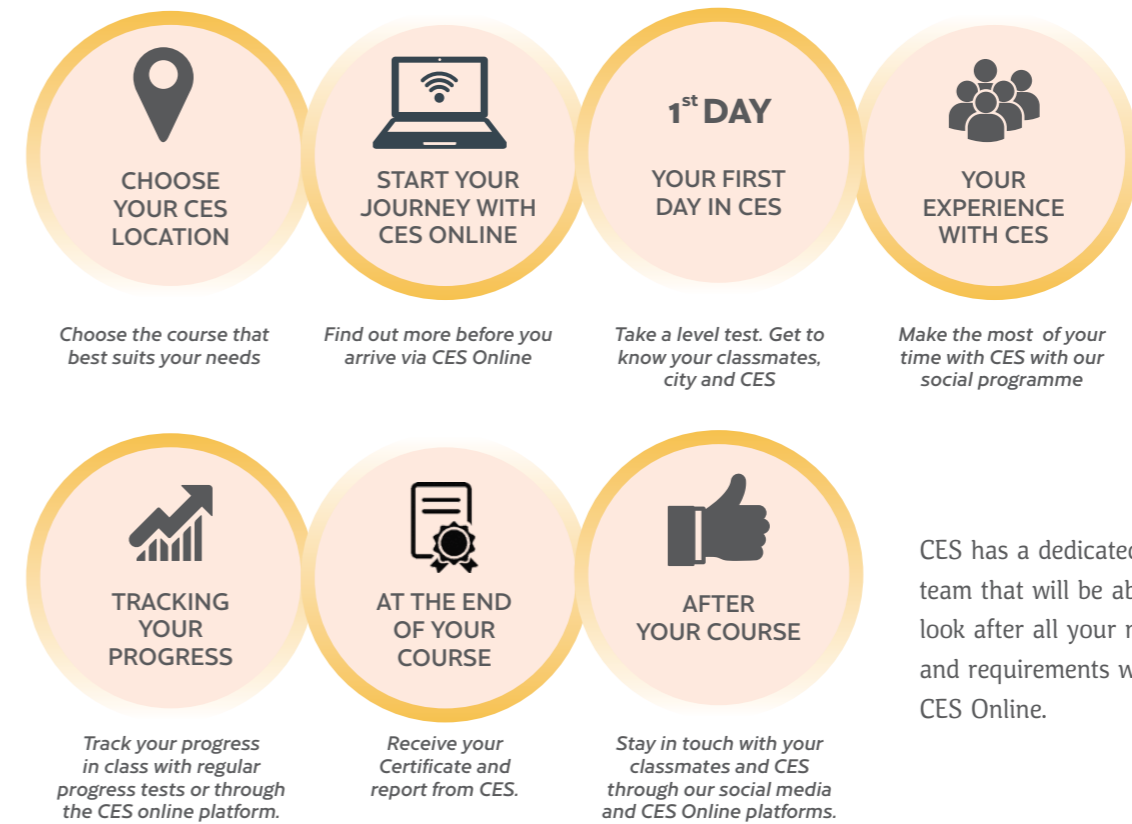 CHOOSE
YOUR CES
LOCATION
Choose the course that
best suits your needs
START YOUR
JOURNEY WITH
CES ONLINE
Find out more before you
arrive via CES Online
1st DAY
YOUR FIRST
DAY IN CES
Take a level test. Get to
know your classmates,
city and CES
YOUR
EXPERIENCE
WITH CES
Make the most of your
time with CES with our
social programme
TRACKING
YOUR
PROGRESS
Track your progress
in class with regular
progress tests or through
the CES online platform.
AT THE END
OF YOUR
COURSE
Receive your
Certificate and
report from CES.
AFTER
YOUR COURSE
Stay in touch with your
classmates and CES
through our social media
and CES Online platforms.
CES has a dedicated
team that will be
look after all your
and requirements
CES Online.